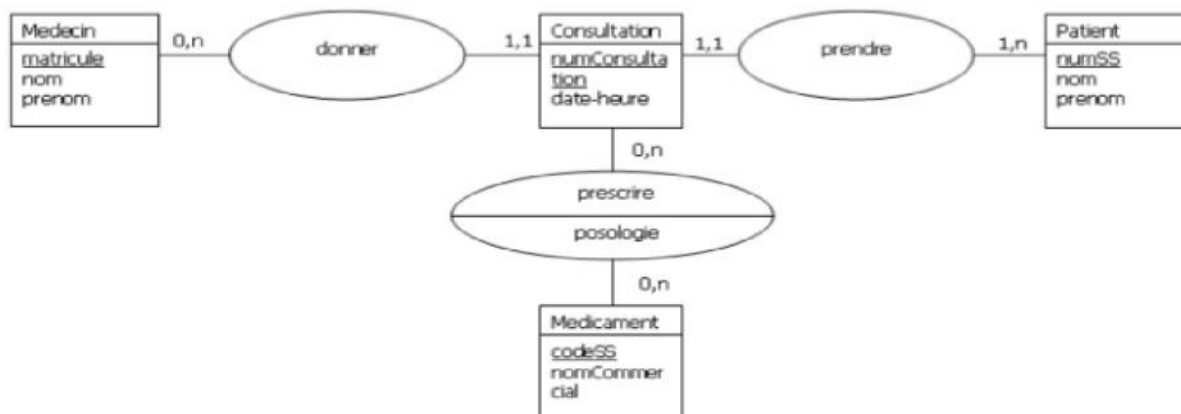 Medecin
matricule
nom
prenom
0,n
donner
1,1
Consultation
numConsulta
tion
date-heure
1,1
prendre
1,n
Patient
numSS
nom
prenom
0,n
prescrire
posologie
0,n
Medicament
codeSS
nomCommer
cial